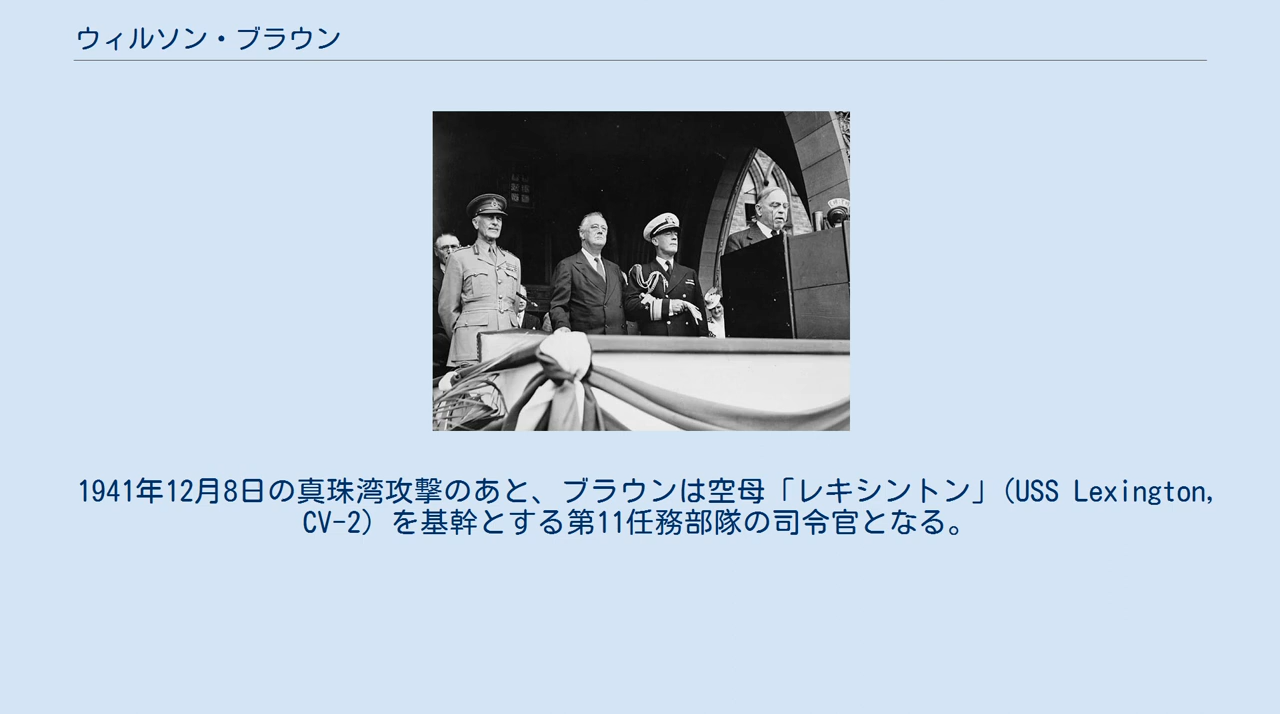 ウィルソン・ブラウン
1941年12月8日の真珠湾攻撃のあと、ブラウンは空母「レキシントン」（USS Lexington,
CV-2）を基幹とする第11任務部隊の司令官となる。